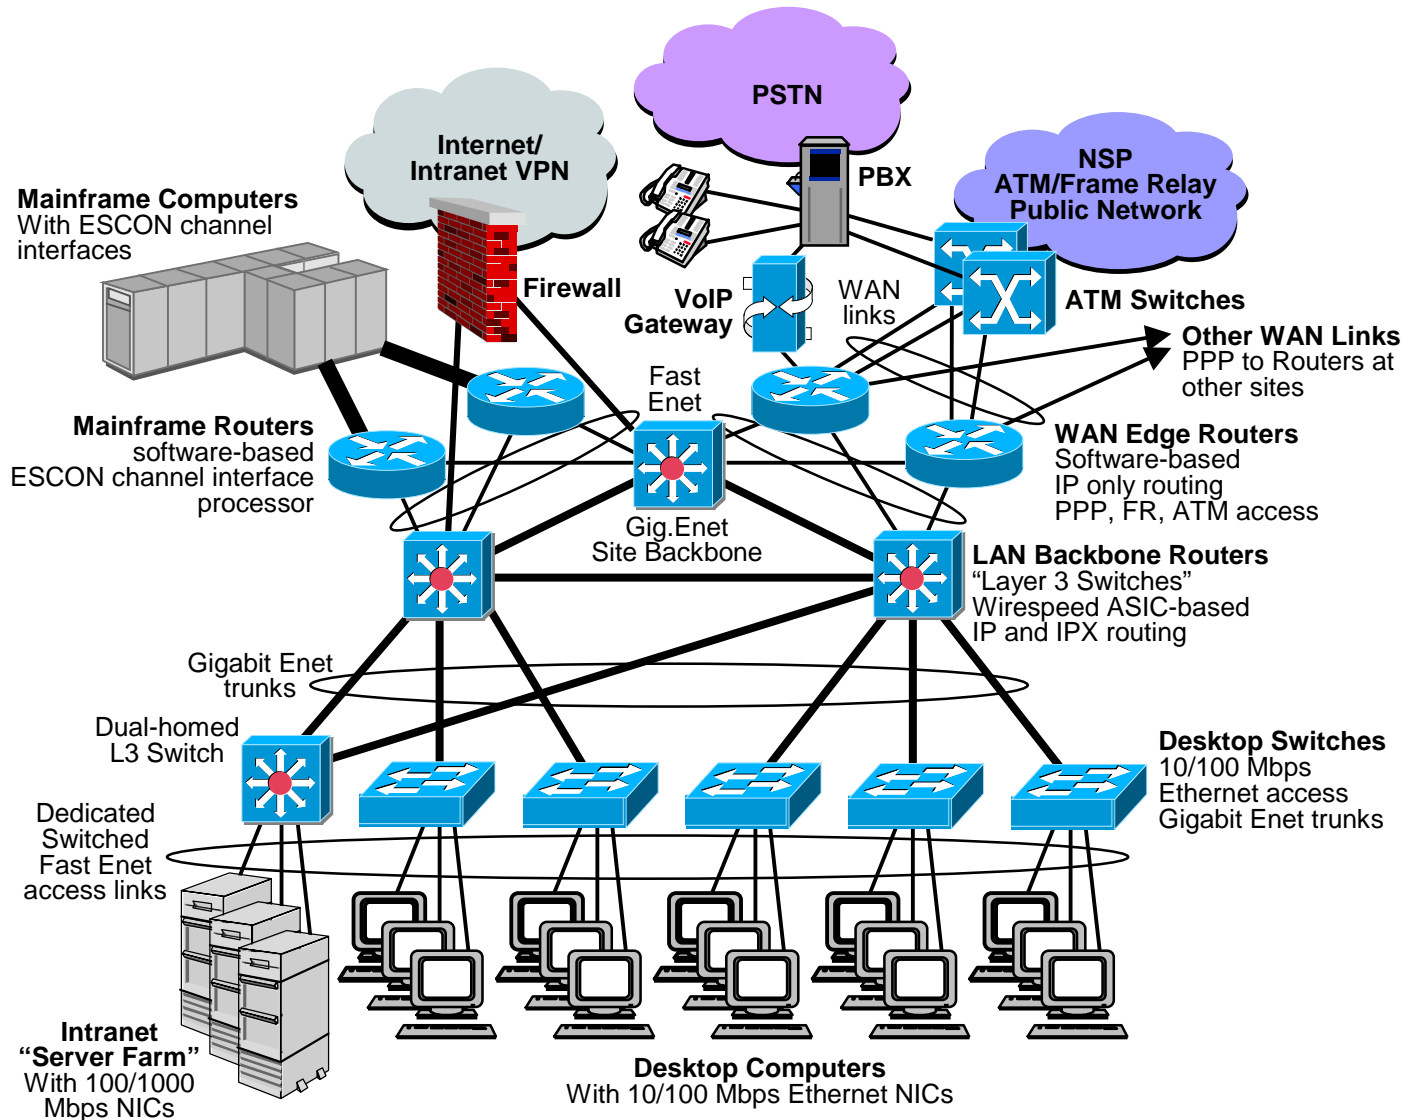 PSTN
Internet/
Intranet VPN
PBX
NSP
ATM/Frame Relay
Public Network
Mainframe Computers
With ESCON channel
interfaces
Firewall
VoIP
Gateway
WAN
links
ATM Switches
Other WAN Links
PPP to Routers at
other sites
Fast
Enet
Mainframe Routers
software-based
ESCON channel interface
processor
WAN Edge Routers
Software-based
IP only routing
PPP, FR, ATM access
Gig.Enet
Site Backbone
LAN Backbone Routers
“Layer 3 Switches”
Wirespeed ASIC-based
IP and IPX routing
Gigabit Enet
trunks
Dual-homed
L3 Switch
Desktop Switches
10/100 Mbps
Ethernet access
Gigabit Enet trunks
Dedicated
Switched
Fast Enet
access links
Intranet
“Server Farm”
With 100/1000
Mbps NICs
Desktop Computers
With 10/100 Mbps Ethernet NICs